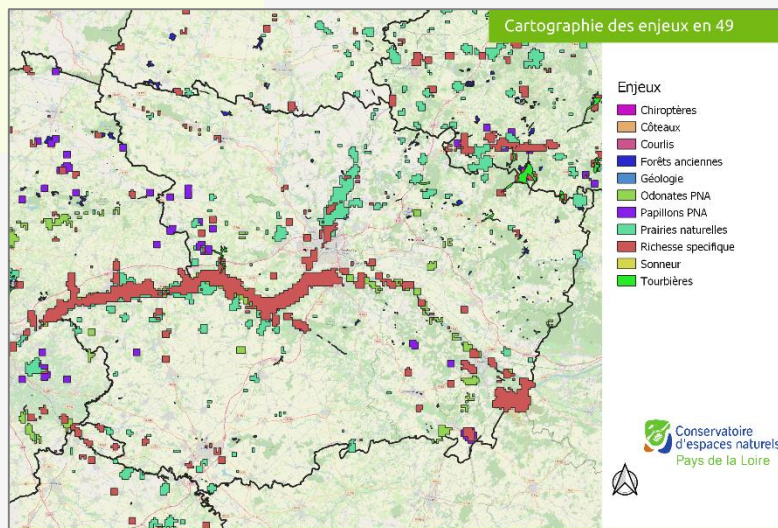 Cartographie des enjeux en 49
Enjeux
Chiroptères
Côteaux
Courlis
Forêts anciennes
Géologie
Odonates PNA
Papillons PNA
Prairies naturelles
Richesse specifique
Sonneur
Tourbières
Conservatoire
d'espaces naturels
Pays de la Loire